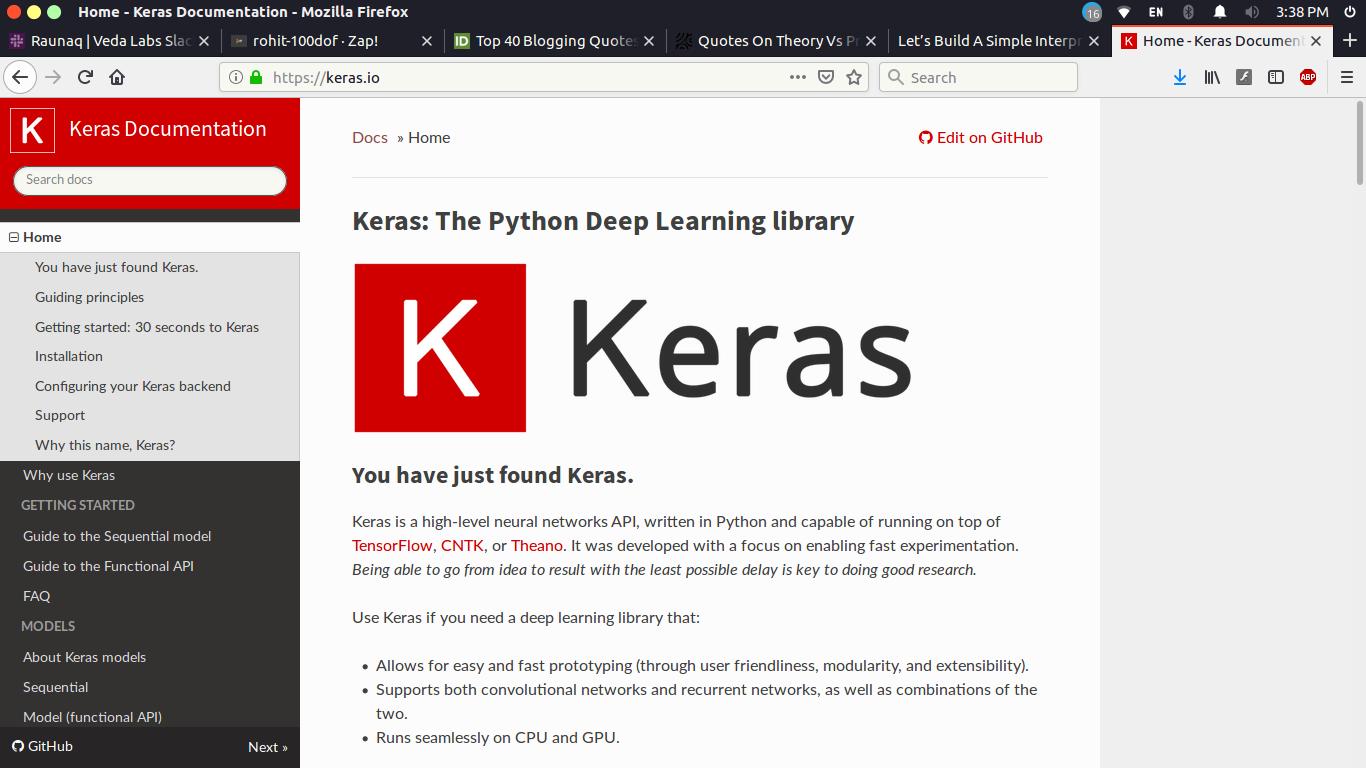 Home - Keras Documentation - Mozilla Firefox
16
EN
3:38 PM
Raunaq | Veda Labs Slac
rohit-100dof · Zap!
ID Top 40 Blogging Quotes
Quotes On Theory Vs Pr
Let's Build A Simple Interpr
K Home - Keras Document
https://keras.io
Search
ABP
K Keras Documentation
Search docs
Home
You have just found Keras.
Guiding principles
Getting started: 30 seconds to Keras
Installation
Configuring your Keras backend
Support
Why this name, Keras?
Why use Keras
GETTING STARTED
Guide to the Sequential model
Guide to the Functional API
FAQ
MODELS
About Keras models
Sequential
Model (functional API)
GitHub
Next »
Docs » Home
Edit on GitHub
Keras: The Python Deep Learning library
K Keras
You have just found Keras.
Keras is a high-level neural networks API, written in Python and capable of running on top of
TensorFlow, CNTK, or Theano. It was developed with a focus on enabling fast experimentation.
Being able to go from idea to result with the least possible delay is key to doing good research.
Use Keras if you need a deep learning library that:
• Allows for easy and fast prototyping (through user friendliness, modularity, and extensibility).
• Supports both convolutional networks and recurrent networks, as well as combinations of the
two.
• Runs seamlessly on CPU and GPU.